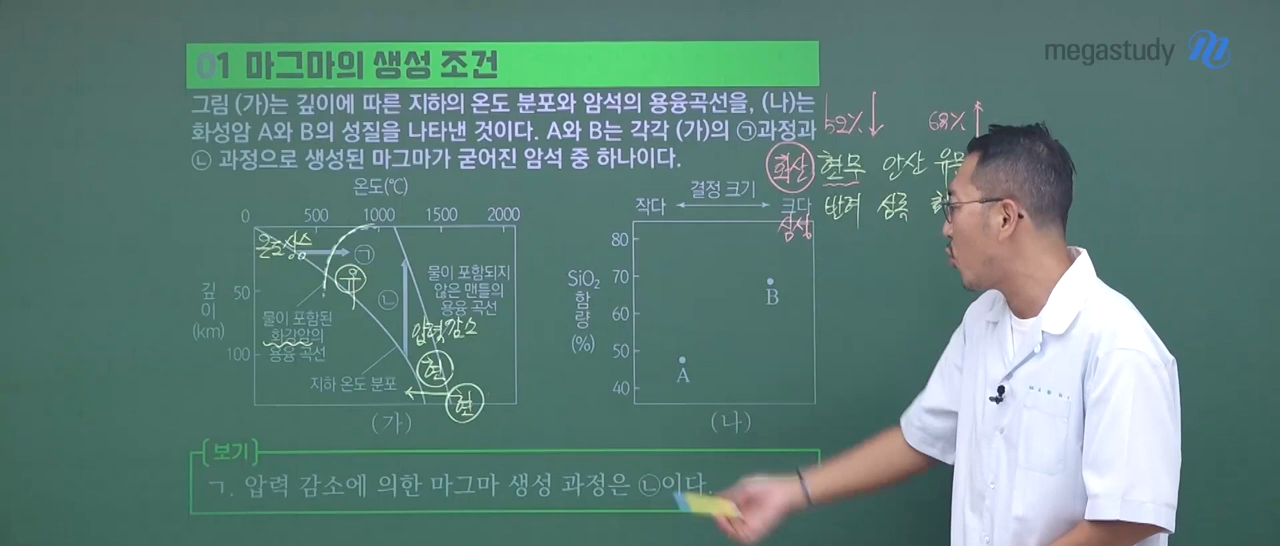 megastudy
01 마그마의 생성 조건
그림 (가)는 깊이에 따른 지하의 온도 분포와 암석의 용융곡선을, (나)는
화성암 A와 B의 성질을 나타낸 것이다. A와 B는 각각 (가)의 ㉠과정과
㉡ 과정으로 생성된 마그마가 굳어진 암석 중 하나이다.
52%↓ 63%↑
화산 현무 안산 유무
반려 섬록
심성
온도(℃)
0 500 1000 1500 2000
온도상승
㉠
유
㉡
물이 포함되지
않은 맨틀의
용융 곡선
깊이(km)
50
100
물이 포함된
화강암의
용융 곡선
압력감소
현
지하 온도 분포
현
(가)
결정 크기
작다 크다
SiO₂ 함량(%)
80
70
60
50
40
B
A
(나)
보기
ㄱ. 압력 감소에 의한 마그마 생성 과정은 ㉡이다.